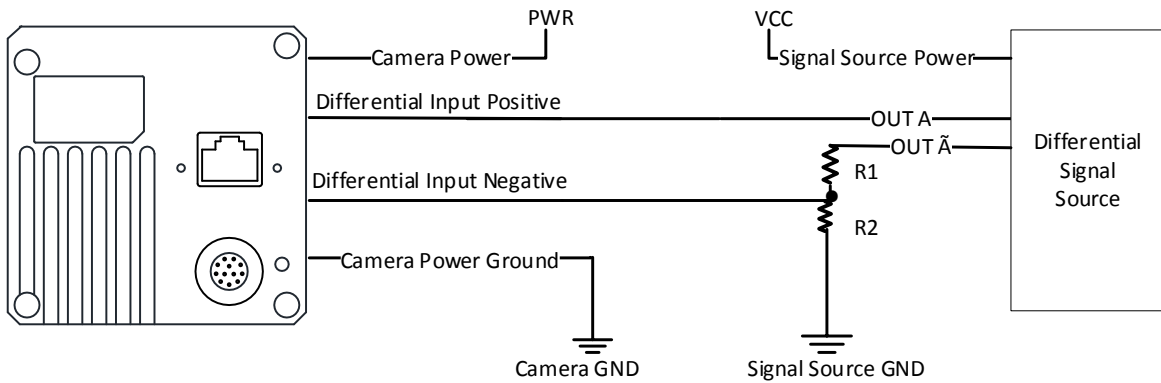 PWR
VCC
Camera Power
Signal Source Power
Differential Input Positive
OUT A
OUT Ã
Differential
Signal
Source
R1
Differential Input Negative
R2
Camera Power Ground
Camera GND
Signal Source GND